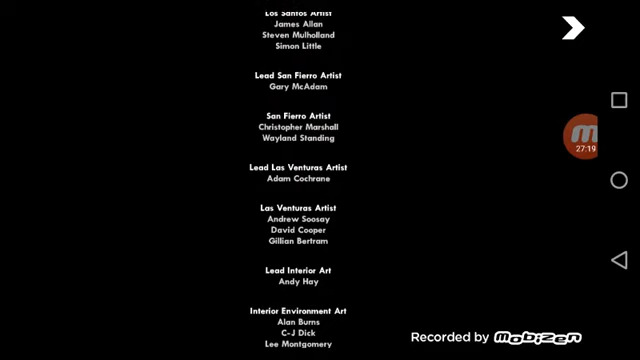 Los Santos Artist
James Allan
Steven Mulholland
Simon Little
Lead San Fierro Artist
Gary McAdam
San Fierro Artist
Christopher Marshall
Wayland Standing
Lead Las Venturas Artist
Adam Cochrane
Las Venturas Artist
Andrew Soosay
David Cooper
Gillian Bertram
Lead Interior Art
Andy Hay
Interior Environment Art
Alan Burns
C-J Dick
Lee Montgomery
27:19
Recorded by Mobizen